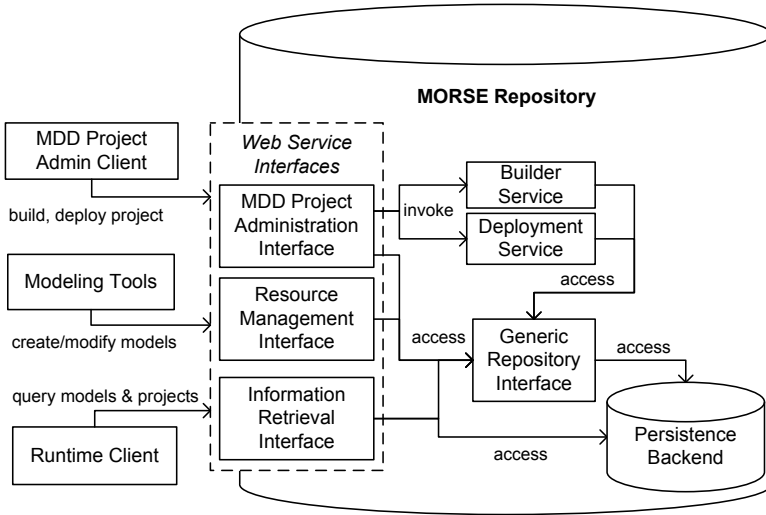 MORSE Repository
MDD Project
Admin Client
build, deploy project
Modeling Tools
create/modify models
query models & projects
Runtime Client
Web Service
Interfaces
MDD Project
Administration
Interface
Resource
Management
Interface
Information
Retrieval
Interface
invoke
Builder
Service
Deployment
Service
access
access
Generic
Repository
Interface
access
access
Persistence
Backend